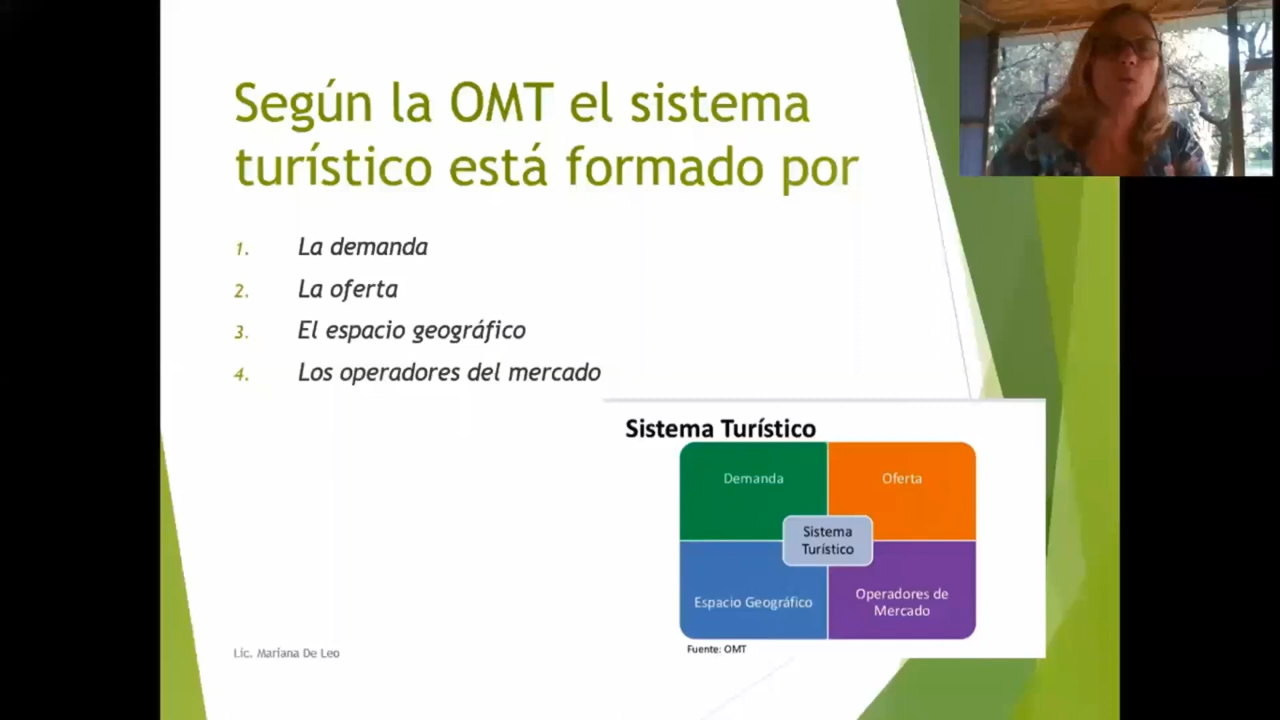 Según la OMT el sistema
turístico está formado por
1. La demanda
2. La oferta
3. El espacio geográfico
4. Los operadores del mercado
Sistema Turístico
Demanda
Oferta
Sistema
Turístico
Espacio Geográfico
Operadores de
Mercado
Fuente: OMT
Lic. Mariana De Leo